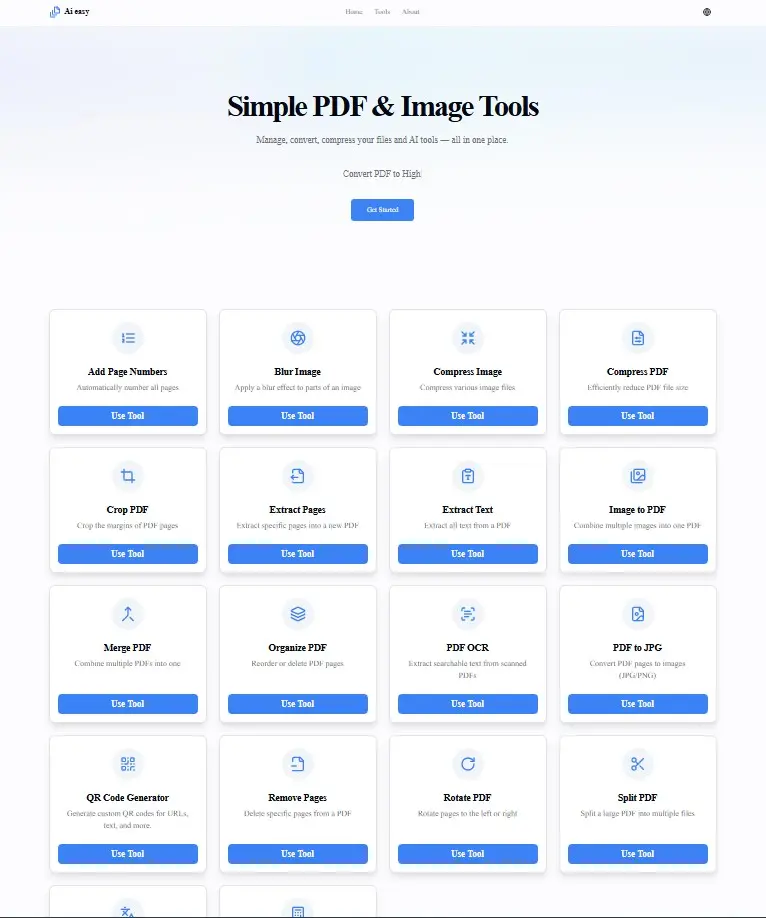 Ai easy
Home Tools About
Simple PDF & Image Tools
Manage, convert, compress your files and AI tools — all in one place.
Convert PDF to High
Get Started
Add Page Numbers
Automatically number all pages
Use Tool
Blur Image
Apply a blur effect to parts of an image
Use Tool
Compress Image
Compress various image files
Use Tool
Compress PDF
Efficiently reduce PDF file size
Use Tool
Crop PDF
Crop the margins of PDF pages
Use Tool
Extract Pages
Extract specific pages into a new PDF
Use Tool
Extract Text
Extract all text from a PDF
Use Tool
Image to PDF
Combine multiple images into one PDF
Use Tool
Merge PDF
Combine multiple PDFs into one
Use Tool
Organize PDF
Reorder or delete PDF pages
Use Tool
PDF OCR
Extract searchable text from scanned
PDFs
Use Tool
PDF to JPG
Convert PDF pages to images
(JPG/PNG)
Use Tool
QR Code Generator
Generate custom QR codes for URLs,
text, and more.
Use Tool
Remove Pages
Delete specific pages from a PDF
Use Tool
Rotate PDF
Rotate pages to the left or right
Use Tool
Split PDF
Split a large PDF into multiple files
Use Tool